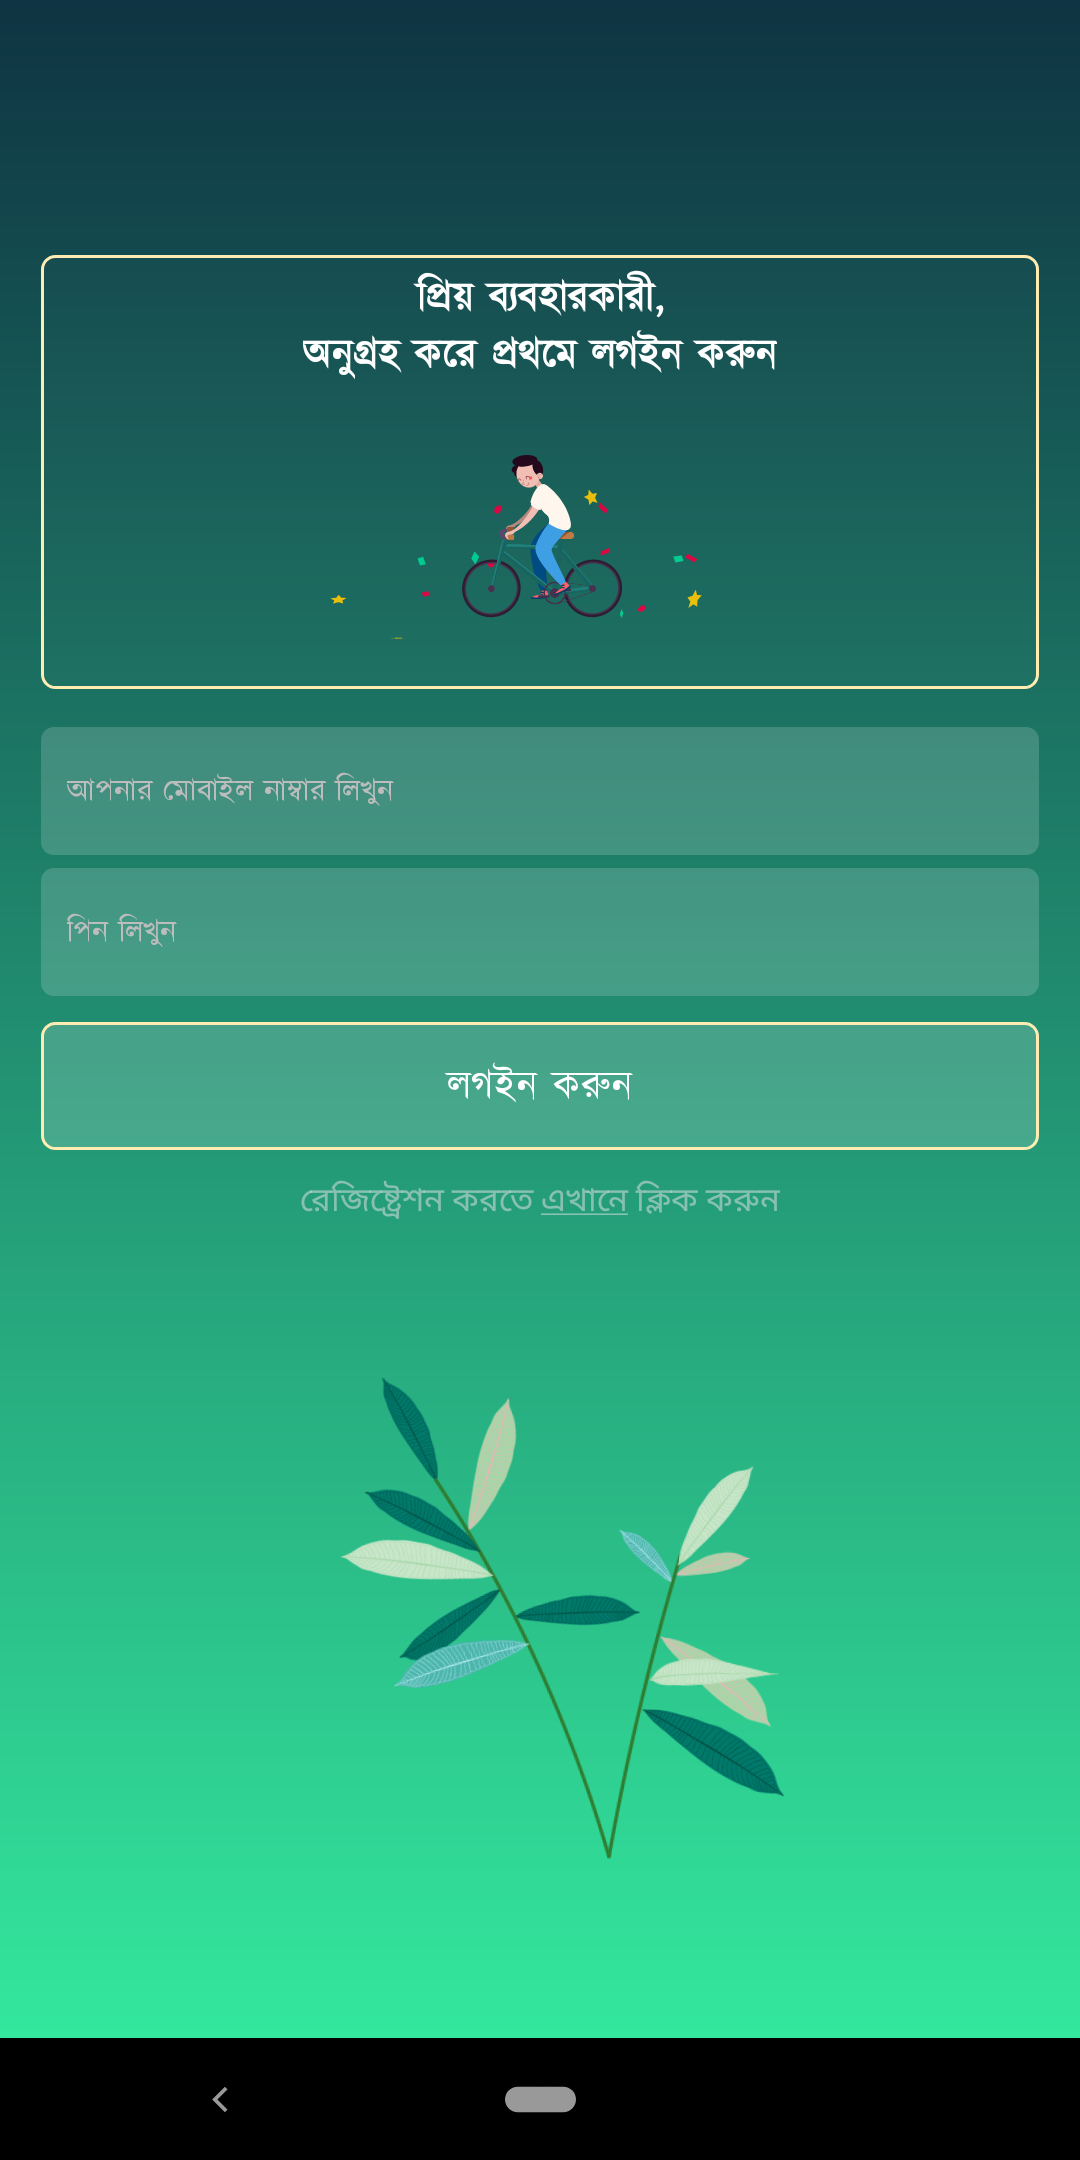 প্রিয় ব্যবহারকারী,
অনুগ্রহ করে প্রথমে লগইন করুন
আপনার মোবাইল নাম্বার লিখুন
পিন লিখুন
লগইন করুন
রেজিষ্ট্রেশন করতে এখানে ক্লিক করুন